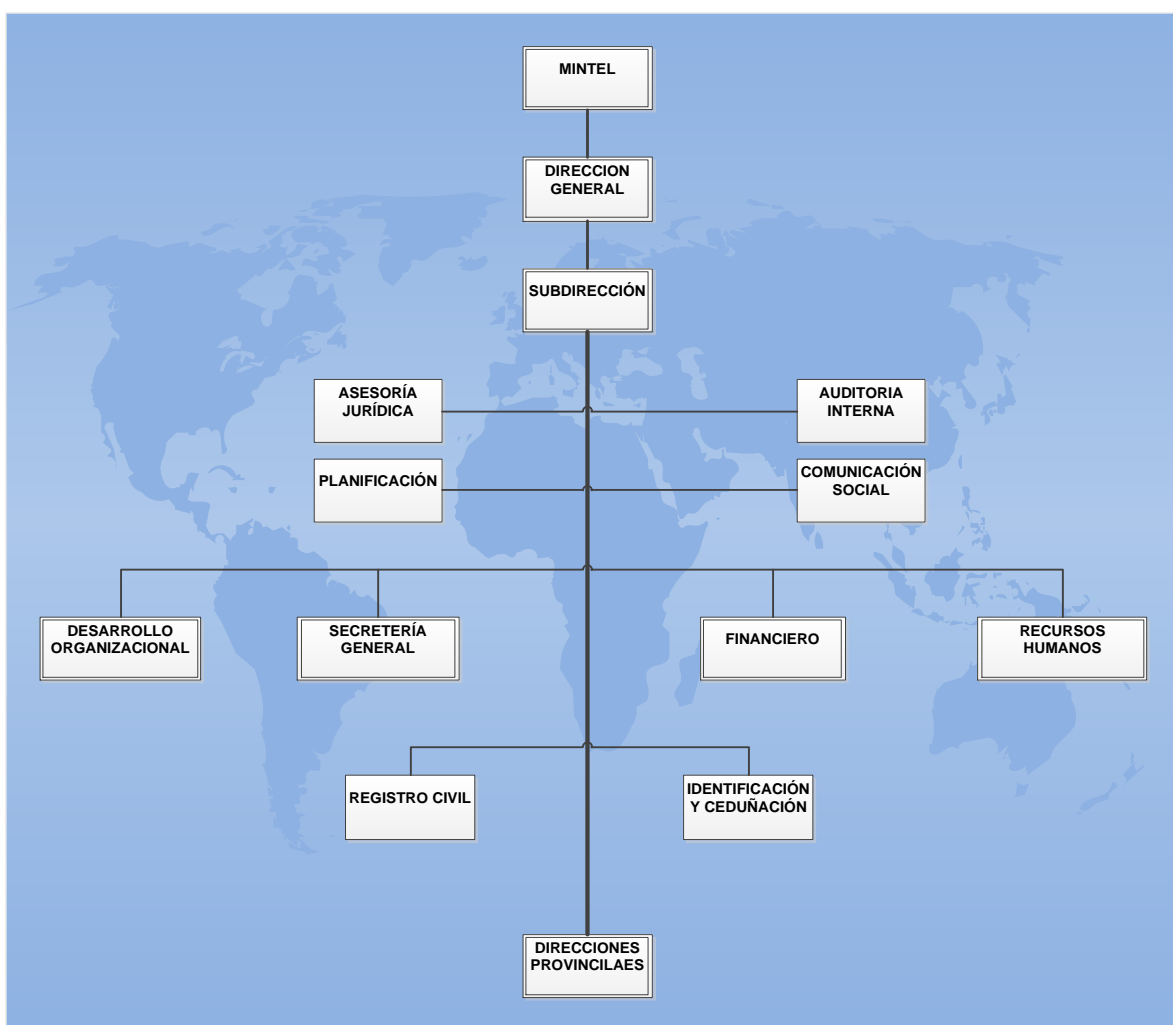 MINTEL
DIRECCION
GENERAL
SUBDIRECCIÓN
ASESORÍA
JURÍDICA
AUDITORIA
INTERNA
PLANIFICACIÓN
COMUNICACIÓN
SOCIAL
DESARROLLO
ORGANIZACIONAL
SECRETERÍA
GENERAL
FINANCIERO
RECURSOS
HUMANOS
REGISTRO CIVIL
IDENTIFICACIÓN
Y CEDUÑACIÓN
DIRECCIONES
PROVINCILAES